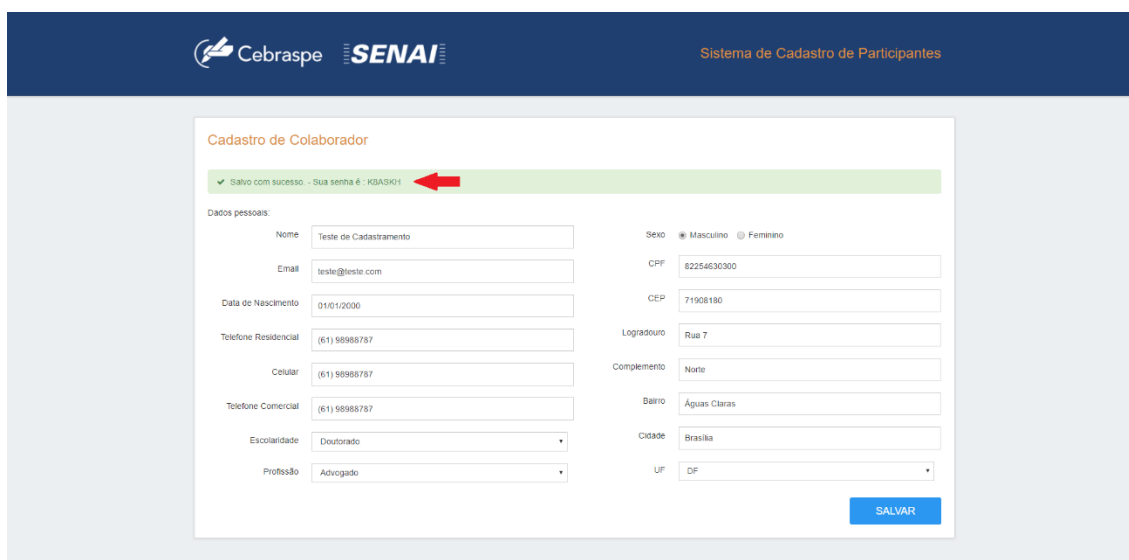 Cebraspe SENAI
Sistema de Cadastro de Participantes
Cadastro de Colaborador
Salvo com sucesso. - Sua senha é : K8ASKH
Dados pessoais:
Nome Teste de Cadastramento
Sexo Masculino Feminino
Email teste@teste.com
CPF 82254630300
Data de Nascimento 01/01/2000
CEP 71908180
Telefone Residencial (61) 98988787
Logradouro Rua 7
Celular (61) 98988787
Complemento Norte
Telefone Comercial (61) 98988787
Bairro Águas Claras
Escolaridade Doutorado
Cidade Brasília
Profissão Advogado
UF DF
SALVAR